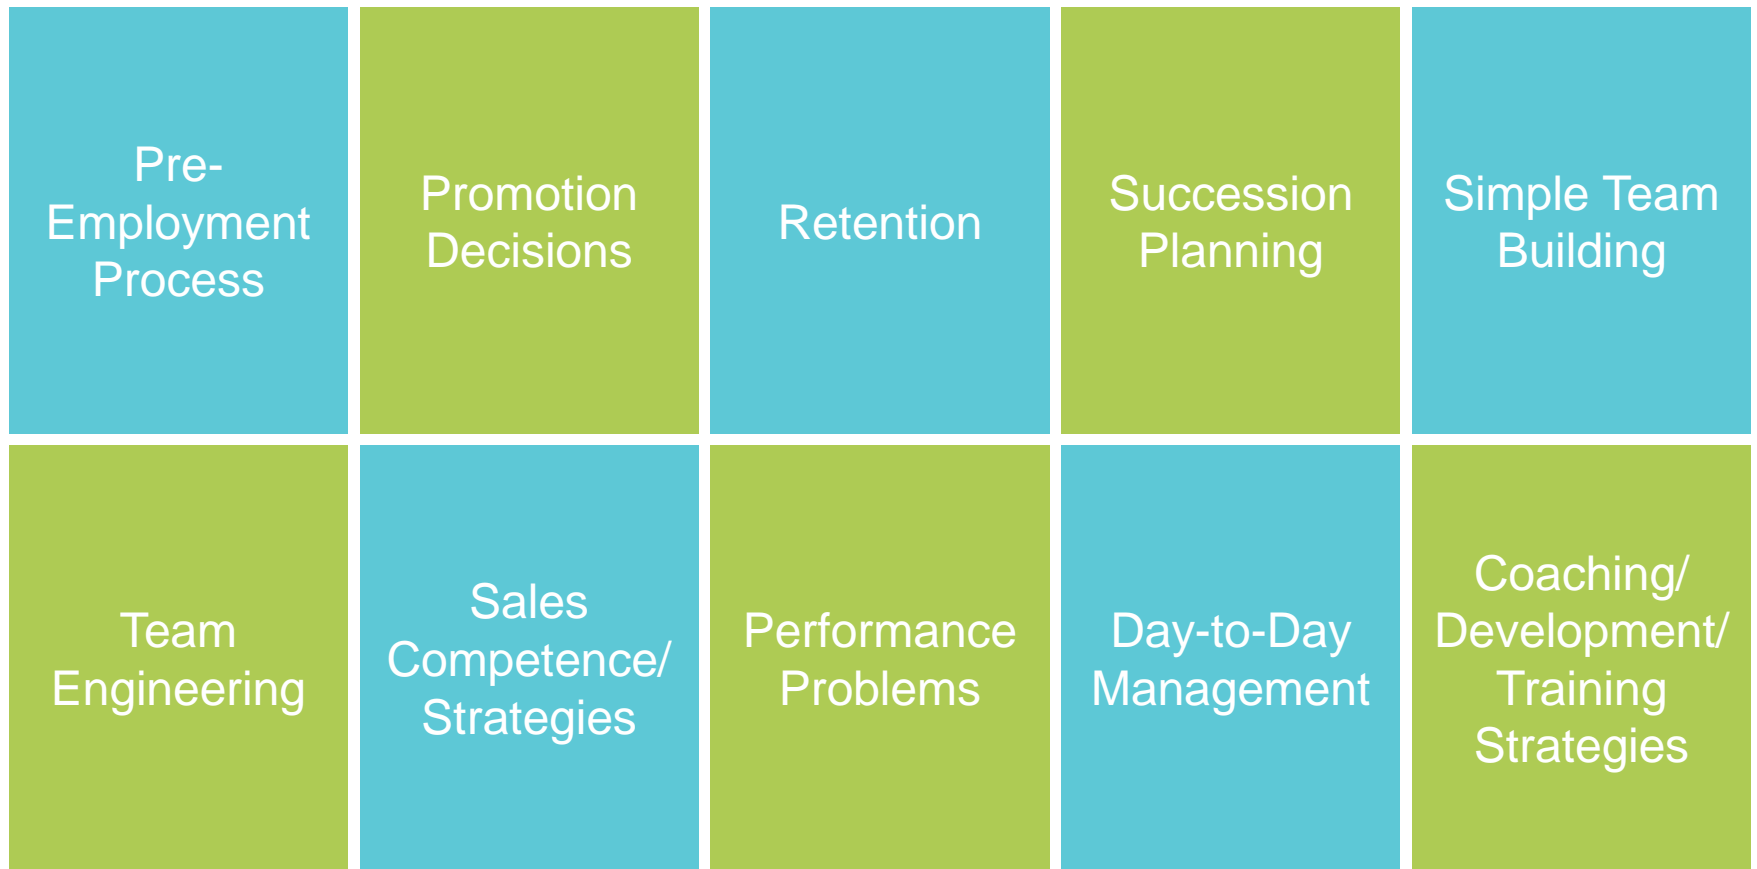 Pre-
Employment
Process
Promotion
Decisions
Retention
Succession
Planning
Simple Team
Building
Team
Engineering
Sales
Competence/
Strategies
Performance
Problems
Day-to-Day
Management
Coaching/
Development/
Training
Strategies